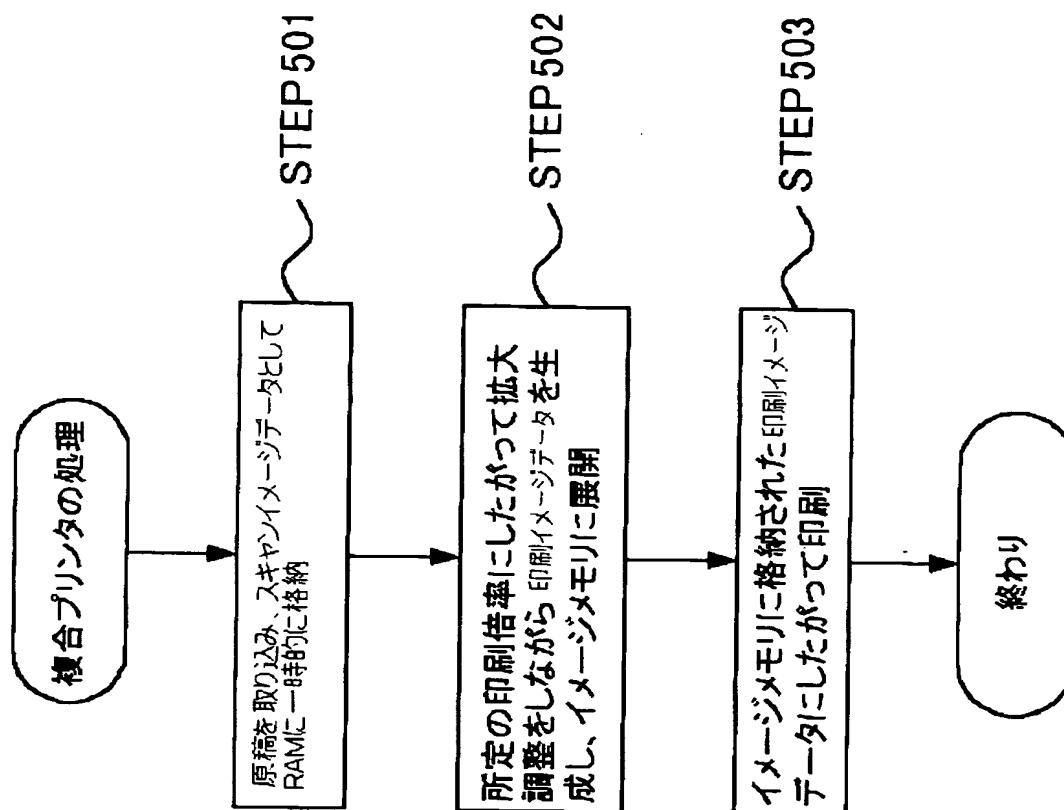 複合プリンタの処理
原稿を取り込み、スキャンイメージデータとして
RAMに一時的に格納
STEP501
所定の印刷倍率にしたがって拡大
調整をしながら印刷イメージデータを生
成し、イメージメモリに展開
STEP502
イメージメモリに格納された印刷イメージ
データにしたがって印刷
STEP503
終わり